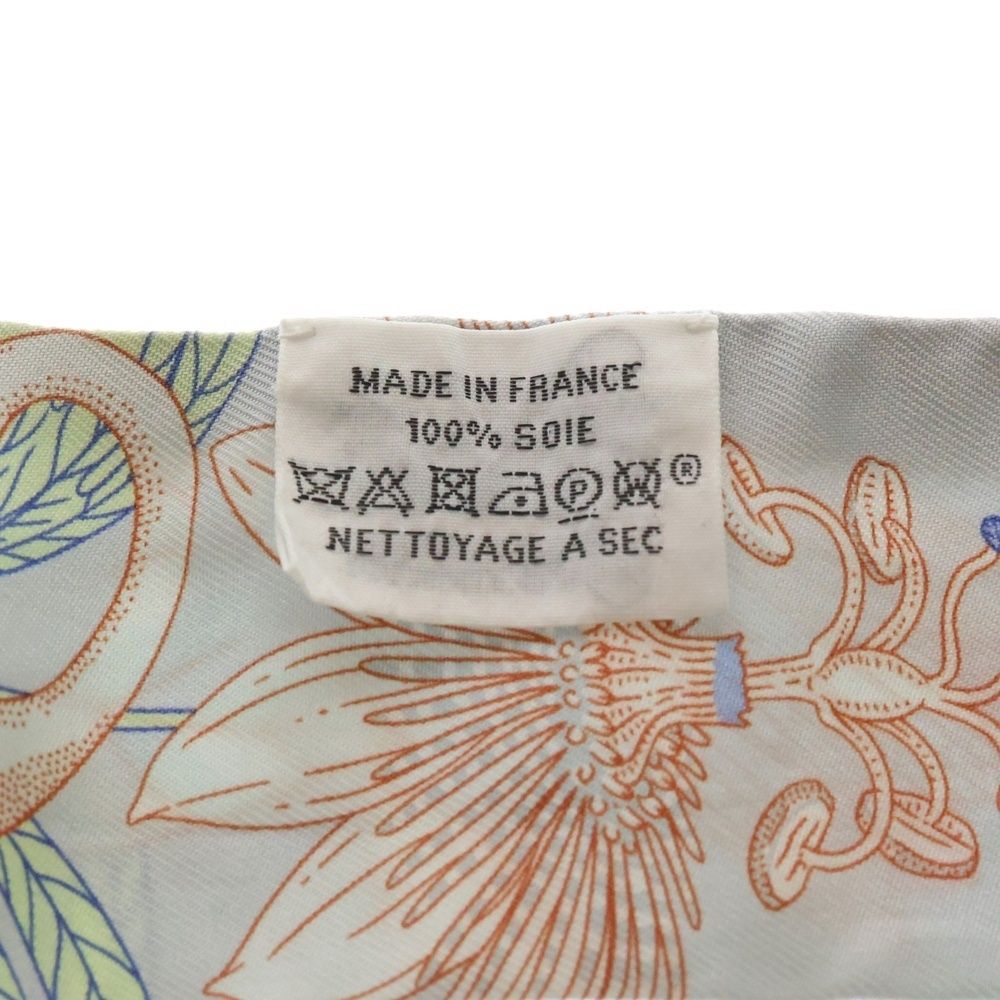 MADE IN FRANCE
100% SOIE
P W ®
NETTOYAGE A SEC